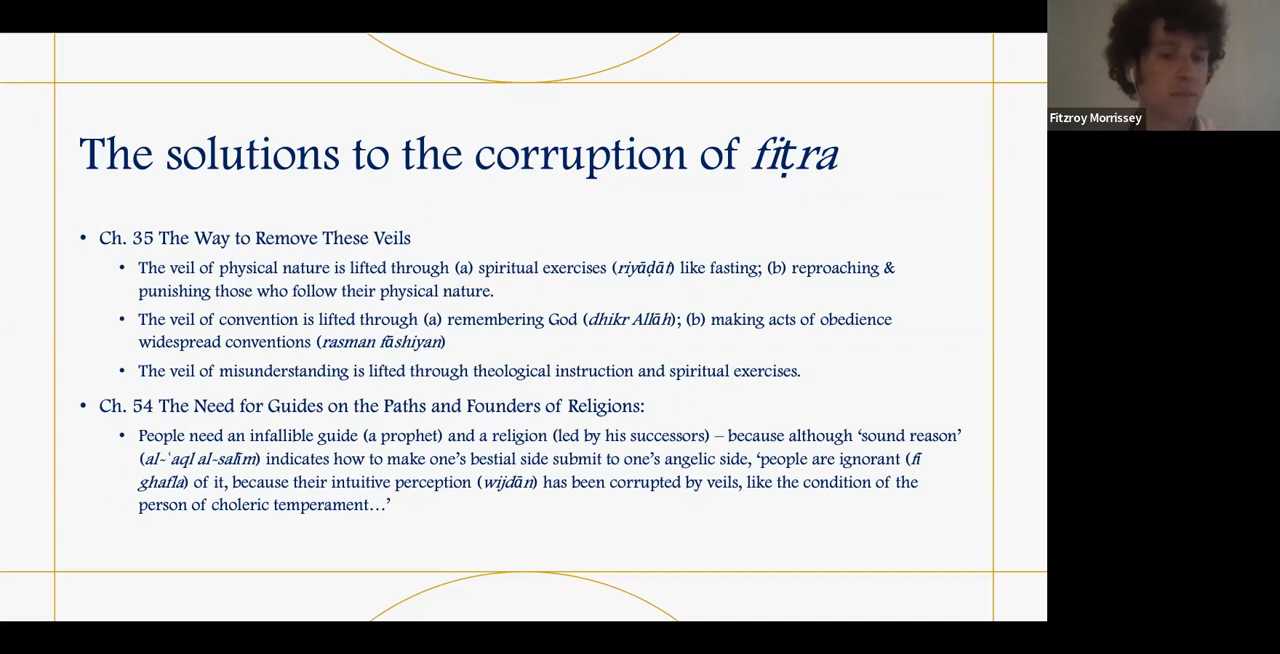 The solutions to the corruption of fiṭra
• Ch. 35 The Way to Remove These Veils
• The veil of physical nature is lifted through (a) spiritual exercises (riyāḍāt) like fasting; (b) reproaching &
punishing those who follow their physical nature.
• The veil of convention is lifted through (a) remembering God (dhikr Allāh); (b) making acts of obedience
widespread conventions (rasman fāshiyan)
• The veil of misunderstanding is lifted through theological instruction and spiritual exercises.
• Ch. 54 The Need for Guides on the Paths and Founders of Religions:
• People need an infallible guide (a prophet) and a religion (led by his successors) – because although ‘sound reason’
(al-ʿaql al-salīm) indicates how to make one’s bestial side submit to one’s angelic side, ‘people are ignorant (fī
ghafla) of it, because their intuitive perception (wijdān) has been corrupted by veils, like the condition of the
person of choleric temperament…’
Fitzroy Morrissey